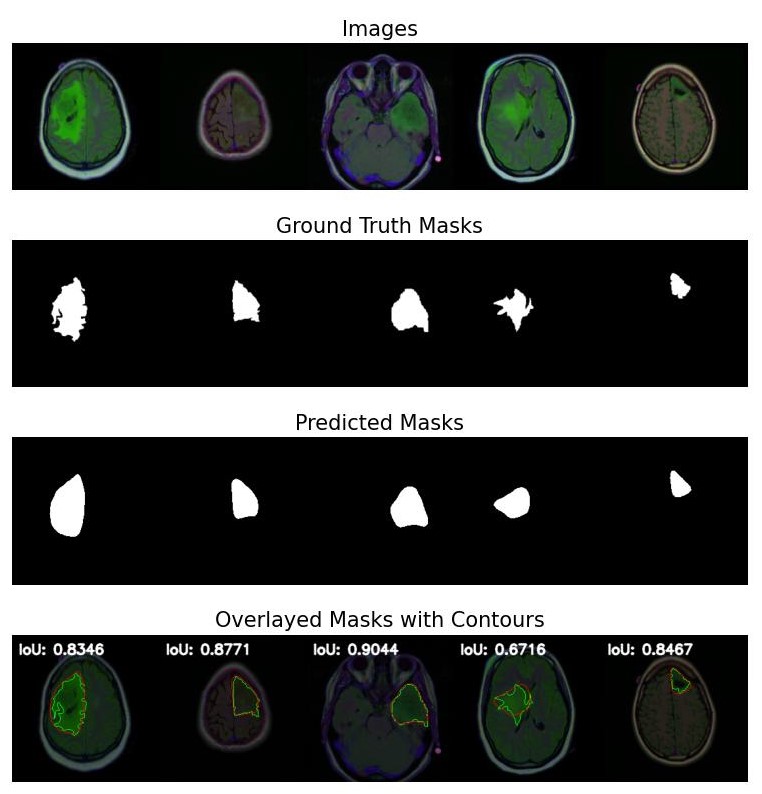 Images
Ground Truth Masks
Predicted Masks
Overlayed Masks with Contours
IoU: 0.8346 IoU: 0.8771 IoU: 0.9044 IoU: 0.6716 IoU: 0.8467